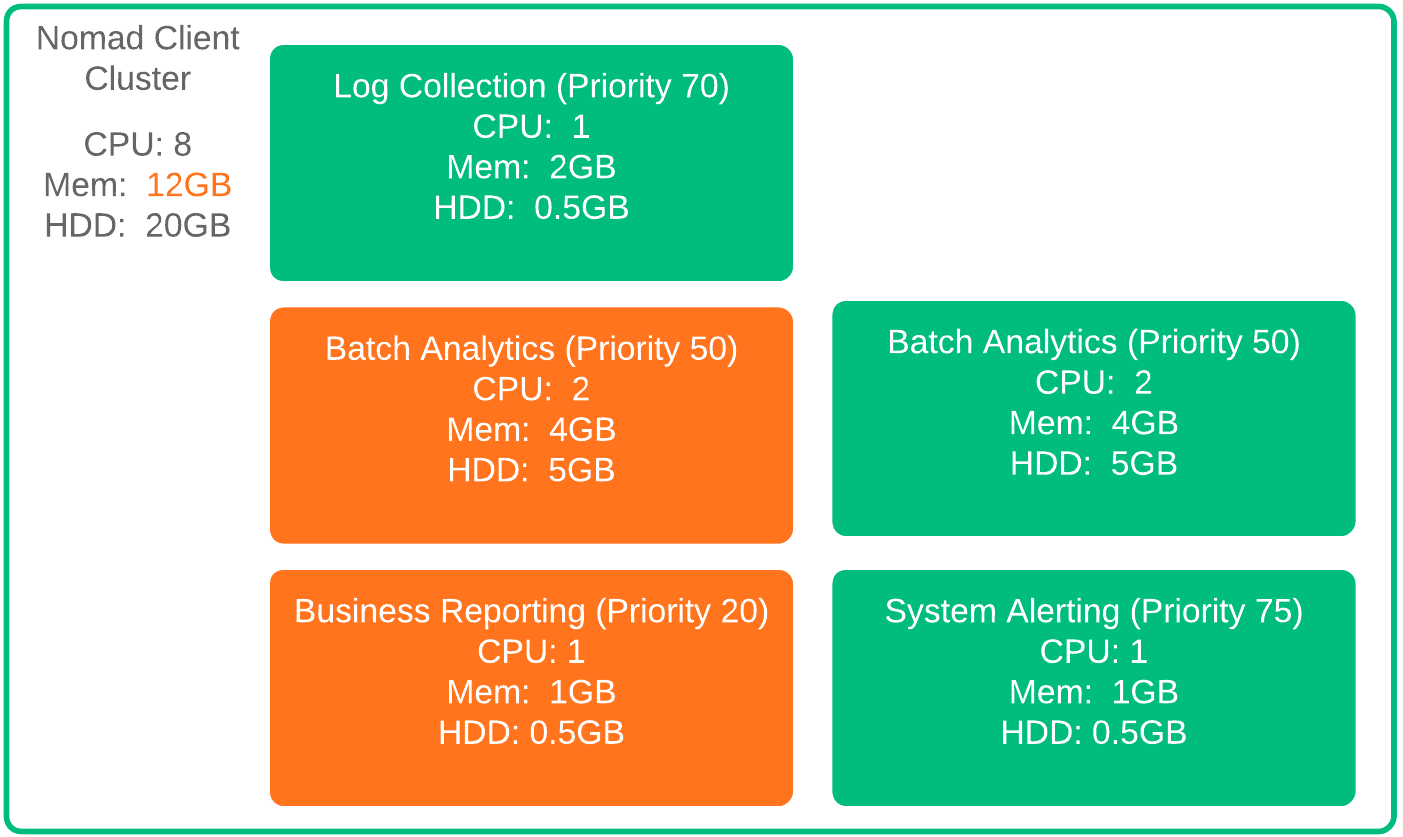 Nomad Client
Cluster
CPU: 8
Mem: 12GB
HDD: 20GB
Log Collection (Priority 70)
CPU: 1
Mem: 2GB
HDD: 0.5GB
Batch Analytics (Priority 50)
CPU: 2
Mem: 4GB
HDD: 5GB
Batch Analytics (Priority 50)
CPU: 2
Mem: 4GB
HDD: 5GB
Business Reporting (Priority 20)
CPU: 1
Mem: 1GB
HDD: 0.5GB
System Alerting (Priority 75)
CPU: 1
Mem: 1GB
HDD: 0.5GB